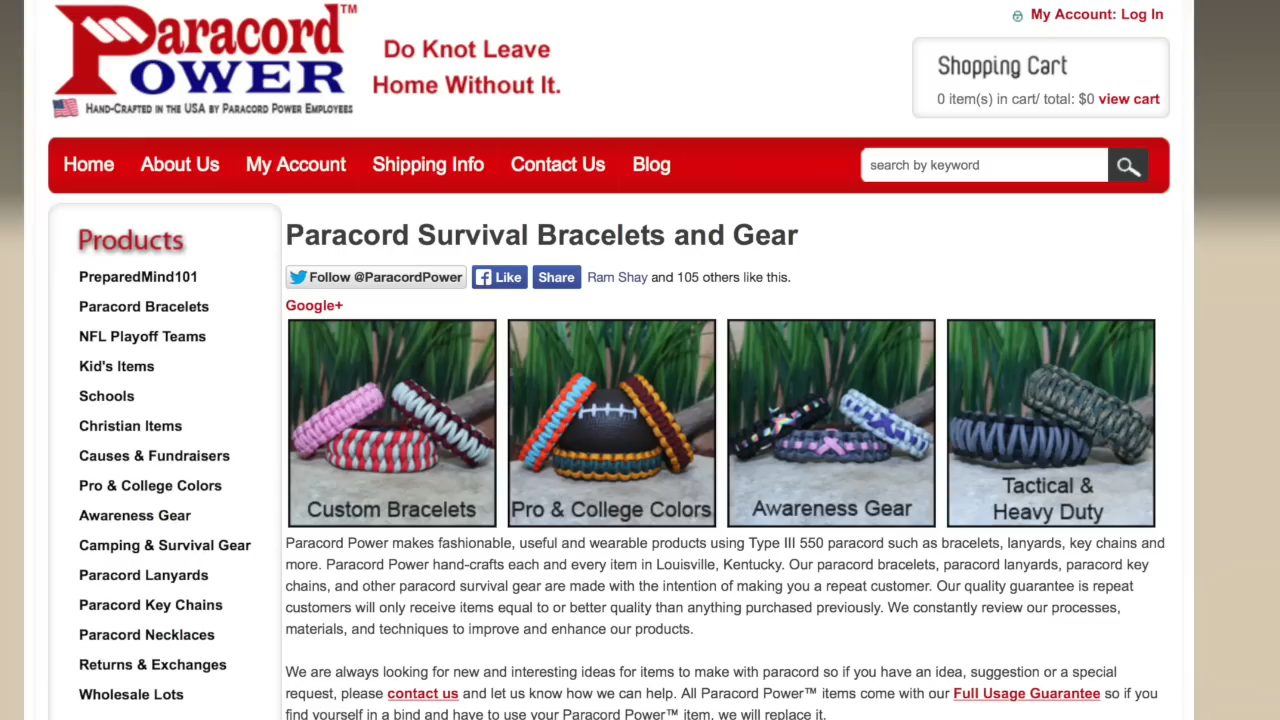 Paracord
POWER
TM
HAND-CRAFTED IN THE USA BY PARACORD POWER EMPLOYEES
Do Knot Leave
Home Without It.
My Account: Log In
Shopping Cart
0 item(s) in cart/ total: $0 view cart
Home About Us My Account Shipping Info Contact Us Blog
search by keyword
Products
PreparedMind101
Paracord Bracelets
NFL Playoff Teams
Kid's Items
Schools
Christian Items
Causes & Fundraisers
Pro & College Colors
Awareness Gear
Camping & Survival Gear
Paracord Lanyards
Paracord Key Chains
Paracord Necklaces
Returns & Exchanges
Wholesale Lots
Paracord Survival Bracelets and Gear
Follow @ParacordPower Like Share Ram Shay and 105 others like this.
Google+
Custom Bracelets
Pro & College Colors
Awareness Gear
Tactical &
Heavy Duty
Paracord Power makes fashionable, useful and wearable products using Type III 550 paracord such as bracelets, lanyards, key chains and
more. Paracord Power hand-crafts each and every item in Louisville, Kentucky. Our paracord bracelets, paracord lanyards, paracord key
chains, and other paracord survival gear are made with the intention of making you a repeat customer. Our quality guarantee is repeat
customers will only receive items equal to or better quality than anything purchased previously. We constantly review our processes,
materials, and techniques to improve and enhance our products.
We are always looking for new and interesting ideas for items to make with paracord so if you have an idea, suggestion or a special
request, please contact us and let us know how we can help. All Paracord Power™ items come with our Full Usage Guarantee so if you
find yourself in a bind and have to use your Paracord Power™ item, we will replace it.